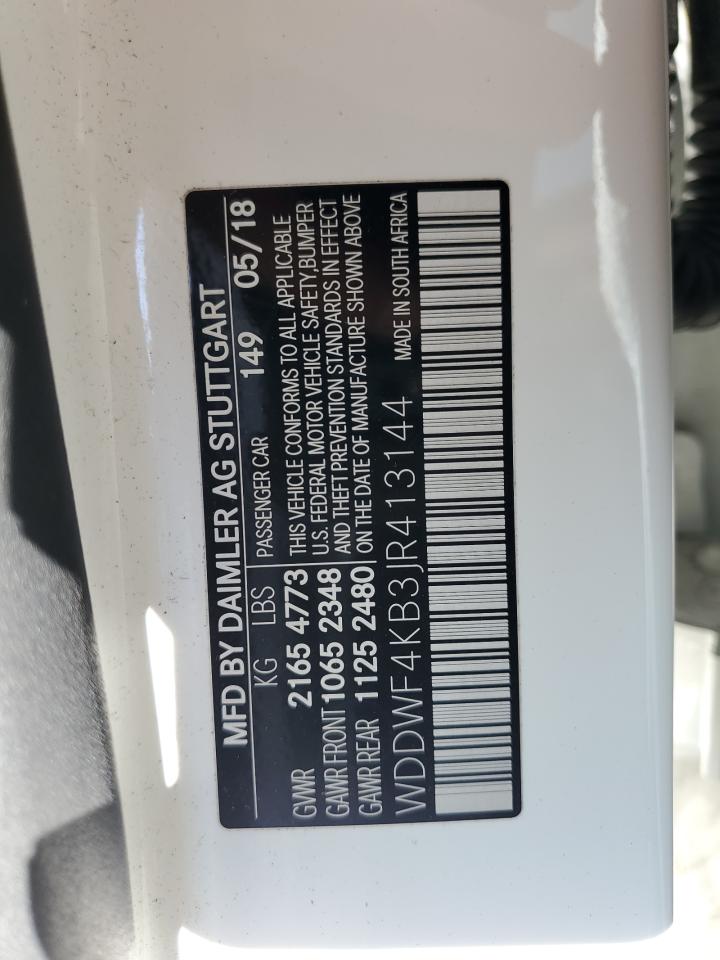 MFD BY DAIMLER AG STUTTGART
KG LBS PASSENGER CAR 149 05/18
GVWR 2165 4773 THIS VEHICLE CONFORMS TO ALL APPLICABLE
U.S. FEDERAL MOTOR VEHICLE SAFETY,BUMPER
GAWR FRONT 1065 2348 AND THEFT PREVENTION STANDARDS IN EFFECT
GAWR REAR 1125 2480 ON THE DATE OF MANUFACTURE SHOWN ABOVE
WDDWF4KB3JR413144 MADE IN SOUTH AFRICA